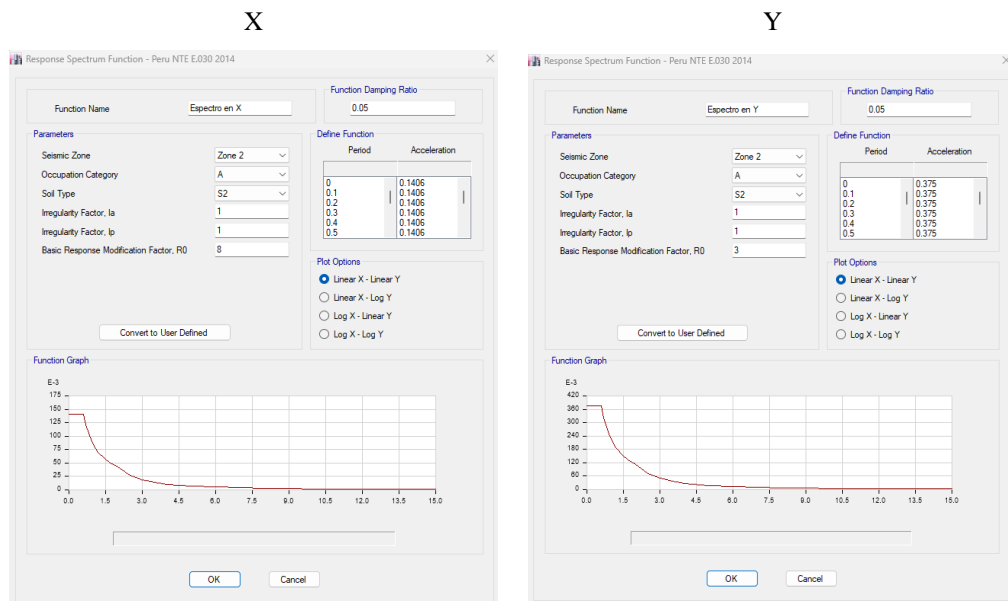 X
Response Spectrum Function - Peru NTE E.030 2014
Function Name
Espectro en X
Function Damping Ratio
0.05
Parameters
Seismic Zone
Zone 2
Occupation Category
A
Soil Type
S2
Irregularity Factor, Ia
1
Irregularity Factor, Ip
1
Basic Response Modification Factor, R0
8
Convert to User Defined
Define Function
Period Acceleration
0 0.1406
0.1 0.1406
0.2 0.1406
0.3 0.1406
0.4 0.1406
0.5 0.1406
Plot Options
Linear X - Linear Y
Linear X - Log Y
Log X - Linear Y
Log X - Log Y
Function Graph
E-3
175
150
125
100
75
50
25
0
0.0 1.5 3.0 4.5 6.0 7.5 9.0 10.5 12.0 13.5 15.0
OK Cancel
Y
Response Spectrum Function - Peru NTE E.030 2014
Function Name
Espectro en Y
Function Damping Ratio
0.05
Parameters
Seismic Zone
Zone 2
Occupation Category
A
Soil Type
S2
Irregularity Factor, Ia
1
Irregularity Factor, Ip
1
Basic Response Modification Factor, R0
3
Convert to User Defined
Define Function
Period Acceleration
0 0.375
0.1 0.375
0.2 0.375
0.3 0.375
0.4 0.375
0.5 0.375
Plot Options
Linear X - Linear Y
Linear X - Log Y
Log X - Linear Y
Log X - Log Y
Function Graph
E-3
420
360
300
240
180
120
60
0
0.0 1.5 3.0 4.5 6.0 7.5 9.0 10.5 12.0 13.5 15.0
OK Cancel